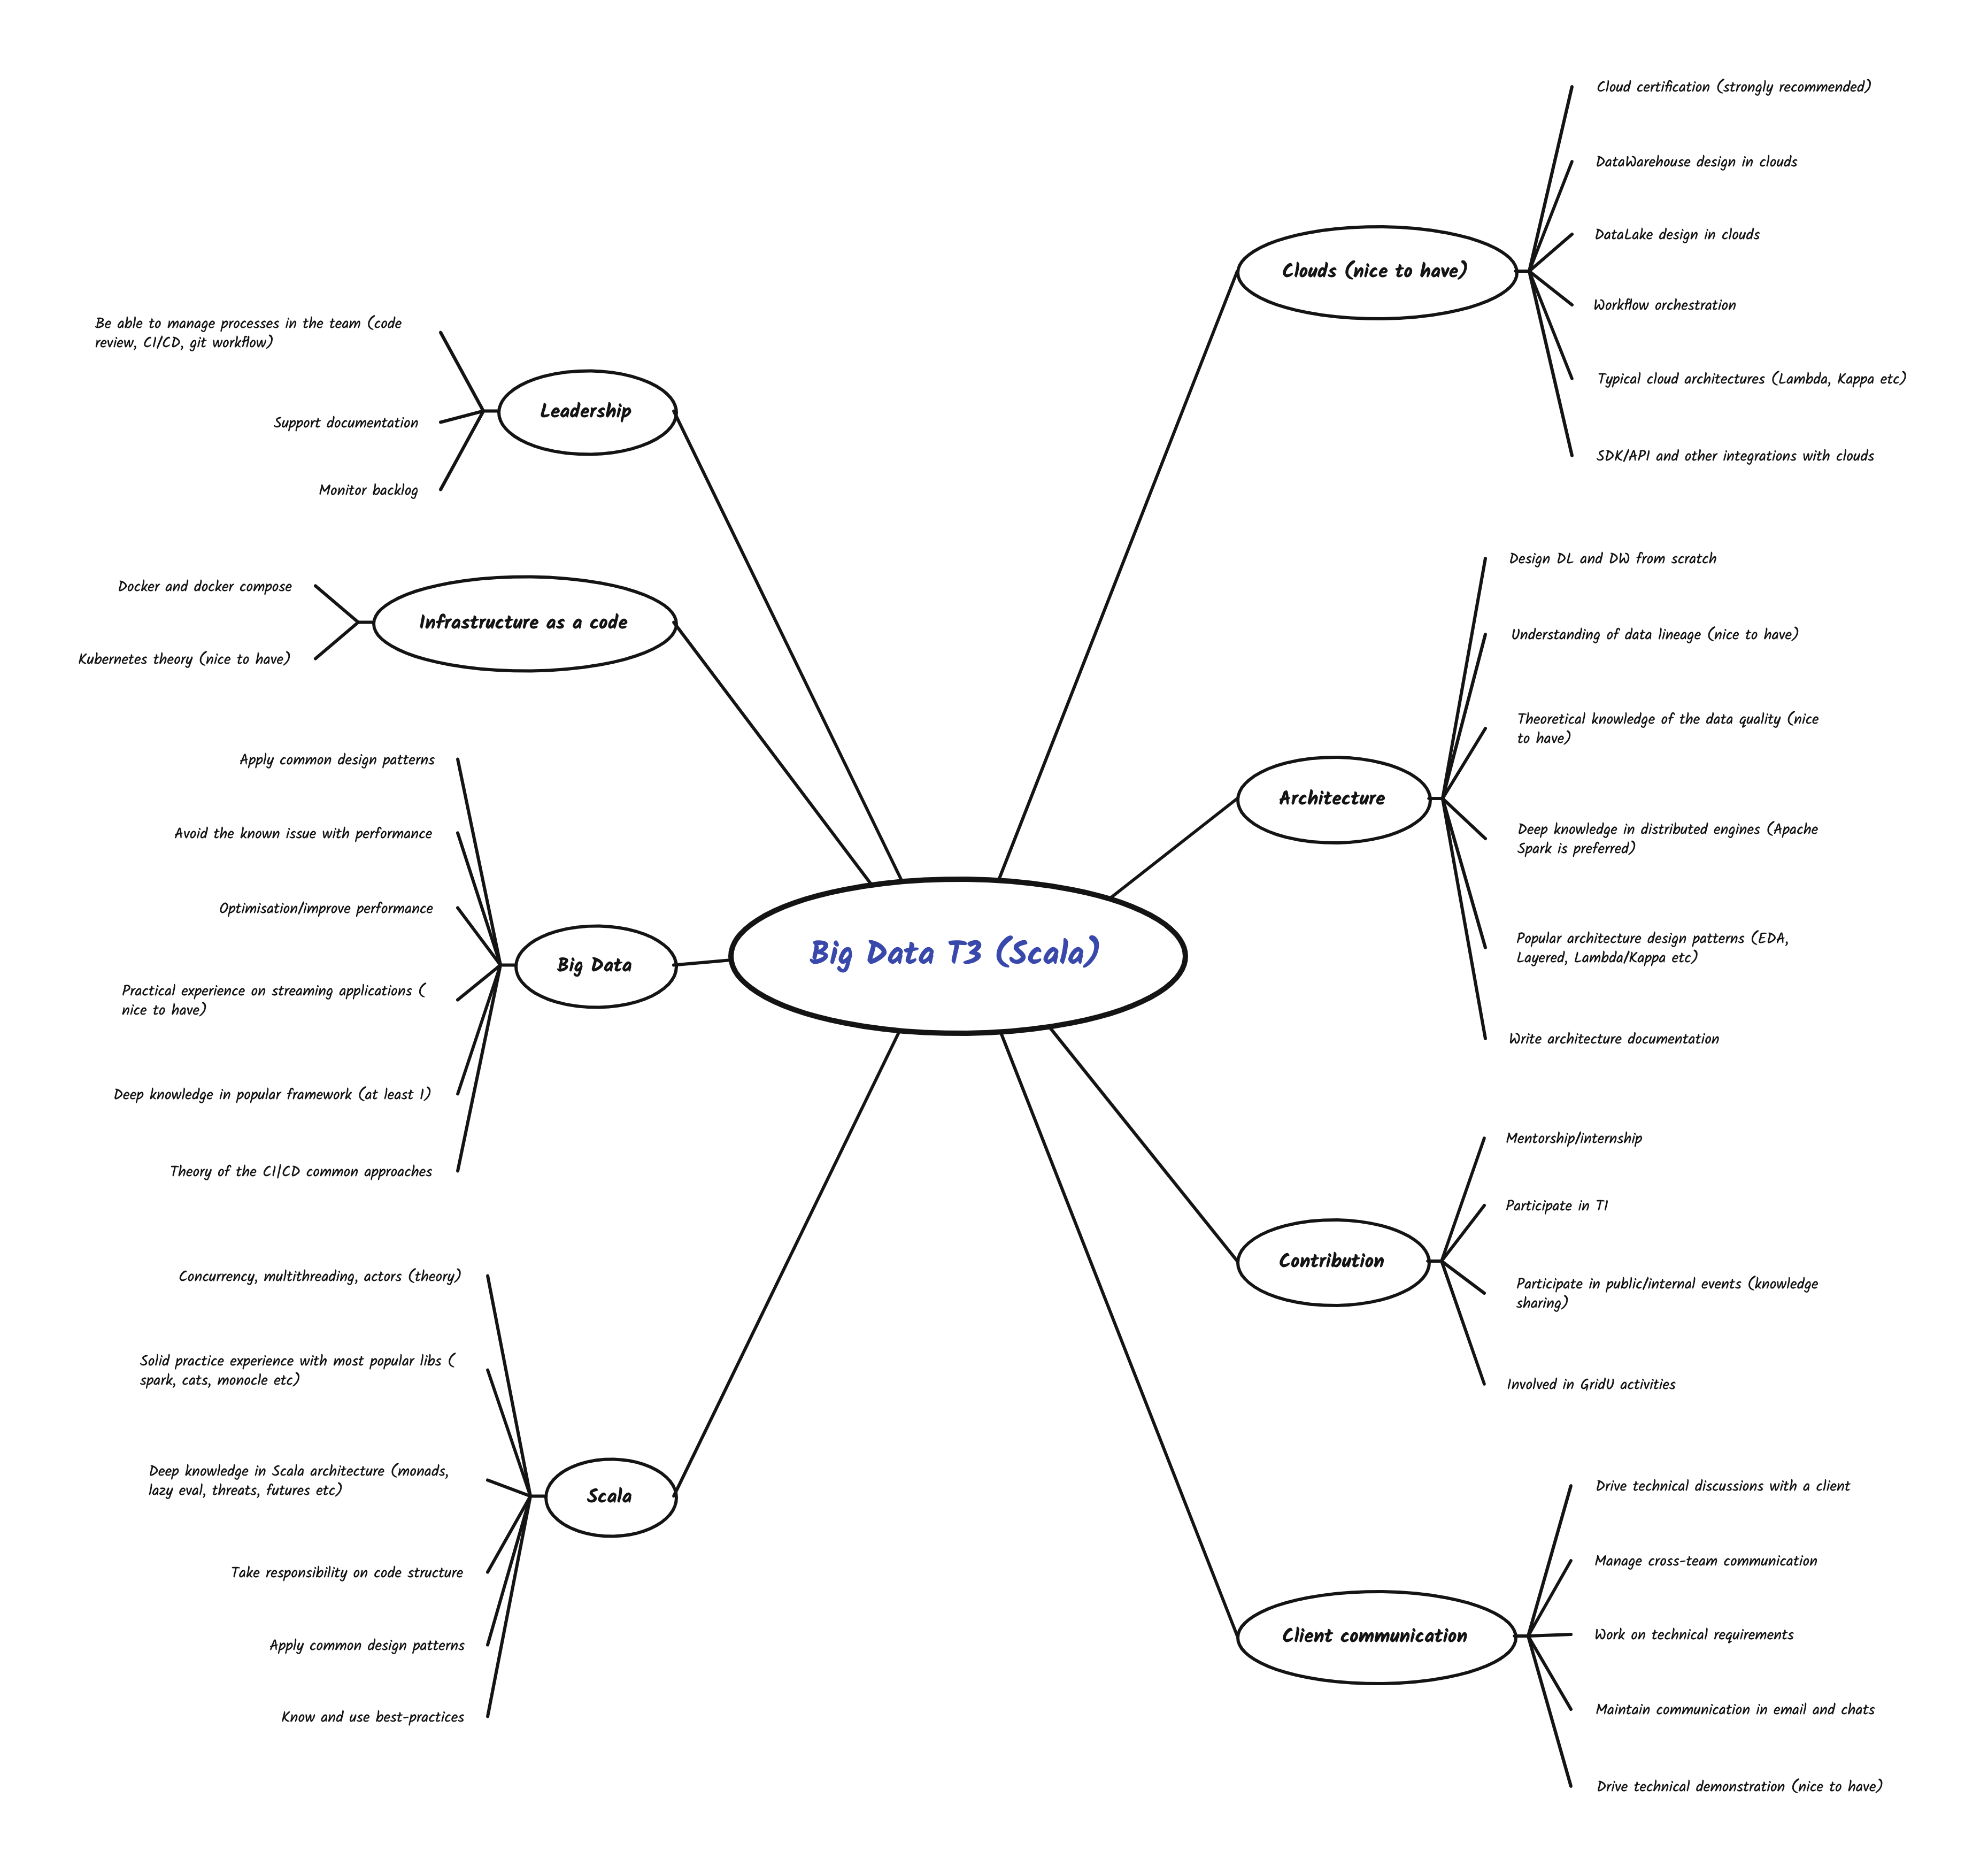 Big Data T3 (Scala)
Leadership
Be able to manage processes in the team (code
review, CI/CD, git workflow)
Support documentation
Monitor backlog
Infrastructure as a code
Docker and docker compose
Kubernetes theory (nice to have)
Big Data
Apply common design patterns
Avoid the known issue with performance
Optimisation/improve performance
Practical experience on streaming applications (
nice to have)
Deep knowledge in popular framework (at least 1)
Theory of the CI|CD common approaches
Scala
Concurrency, multithreading, actors (theory)
Solid practice experience with most popular libs (
spark, cats, monocle etc)
Deep knowledge in Scala architecture (monads,
lazy eval, threats, futures etc)
Take responsibility on code structure
Apply common design patterns
Know and use best-practices
Clouds (nice to have)
Cloud certification (strongly recommended)
DataWarehouse design in clouds
DataLake design in clouds
Workflow orchestration
Typical cloud architectures (Lambda, Kappa etc)
SDK/API and other integrations with clouds
Architecture
Design DL and DW from scratch
Understanding of data lineage (nice to have)
Theoretical knowledge of the data quality (nice
to have)
Deep knowledge in distributed engines (Apache
Spark is preferred)
Popular architecture design patterns (EDA,
Layered, Lambda/Kappa etc)
Write architecture documentation
Contribution
Mentorship/internship
Participate in T1
Participate in public/internal events (knowledge
sharing)
Involved in GridU activities
Client communication
Drive technical discussions with a client
Manage cross-team communication
Work on technical requirements
Maintain communication in email and chats
Drive technical demonstration (nice to have)